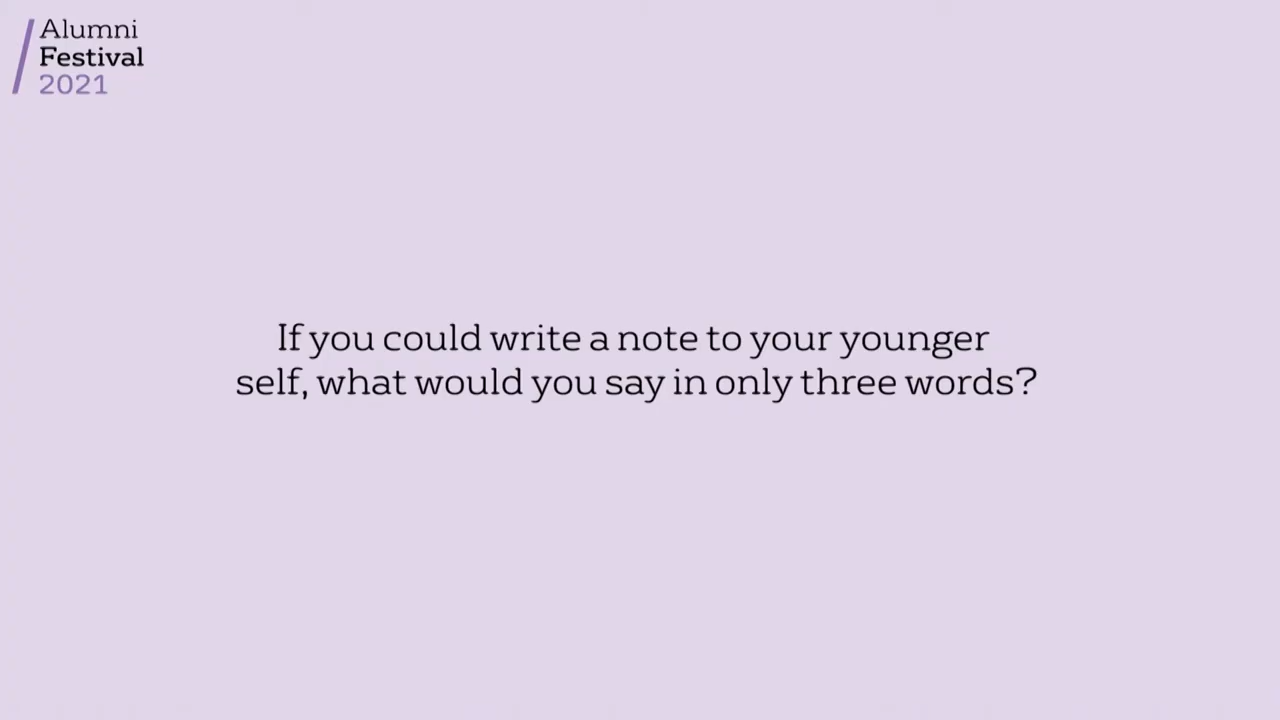 Alumni
Festival
2021
If you could write a note to your younger
self, what would you say in only three words?